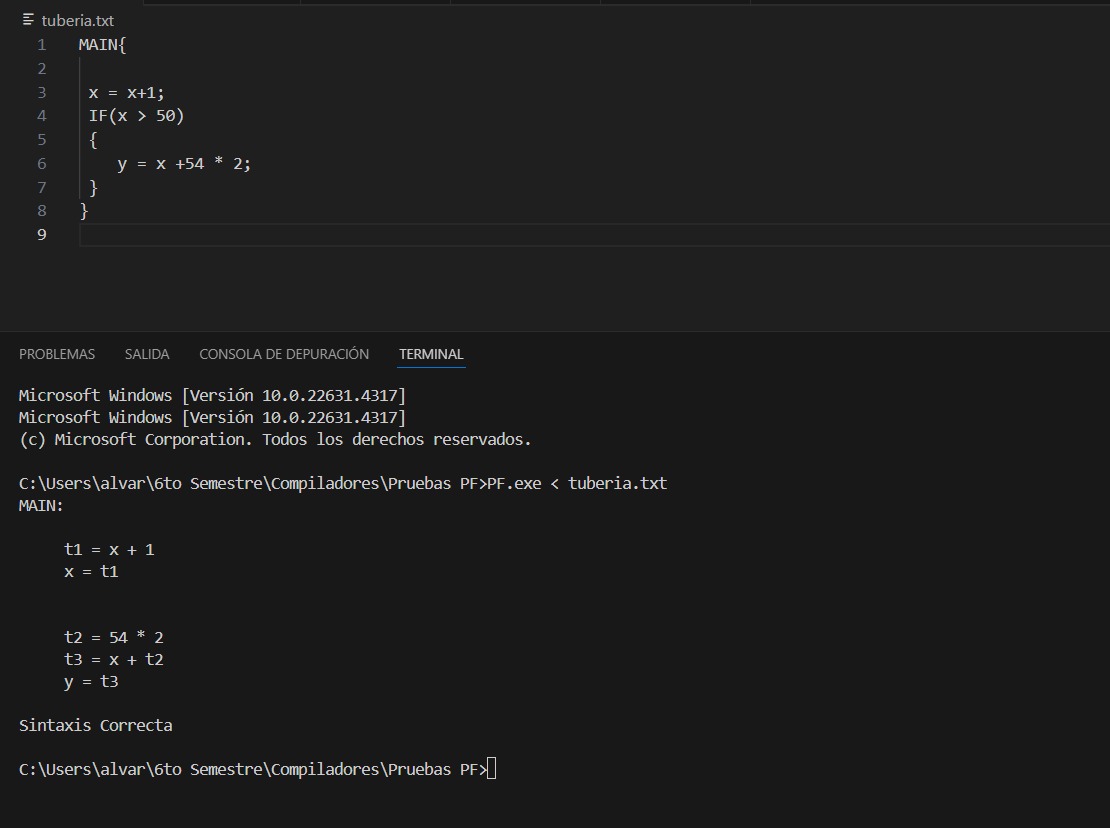 tuberia.txt
1 MAIN{
2
3 x = x+1;
4 IF(x > 50)
5 {
6 y = x +54 * 2;
7 }
8 }
9
PROBLEMAS SALIDA CONSOLA DE DEPURACIÓN TERMINAL
Microsoft Windows [Versión 10.0.22631.4317]
Microsoft Windows [Versión 10.0.22631.4317]
(c) Microsoft Corporation. Todos los derechos reservados.
C:\Users\alvar\6to Semestre\Compiladores\Pruebas PF>PF.exe < tuberia.txt
MAIN:
t1 = x + 1
x = t1
t2 = 54 * 2
t3 = x + t2
y = t3
Sintaxis Correcta
C:\Users\alvar\6to Semestre\Compiladores\Pruebas PF>